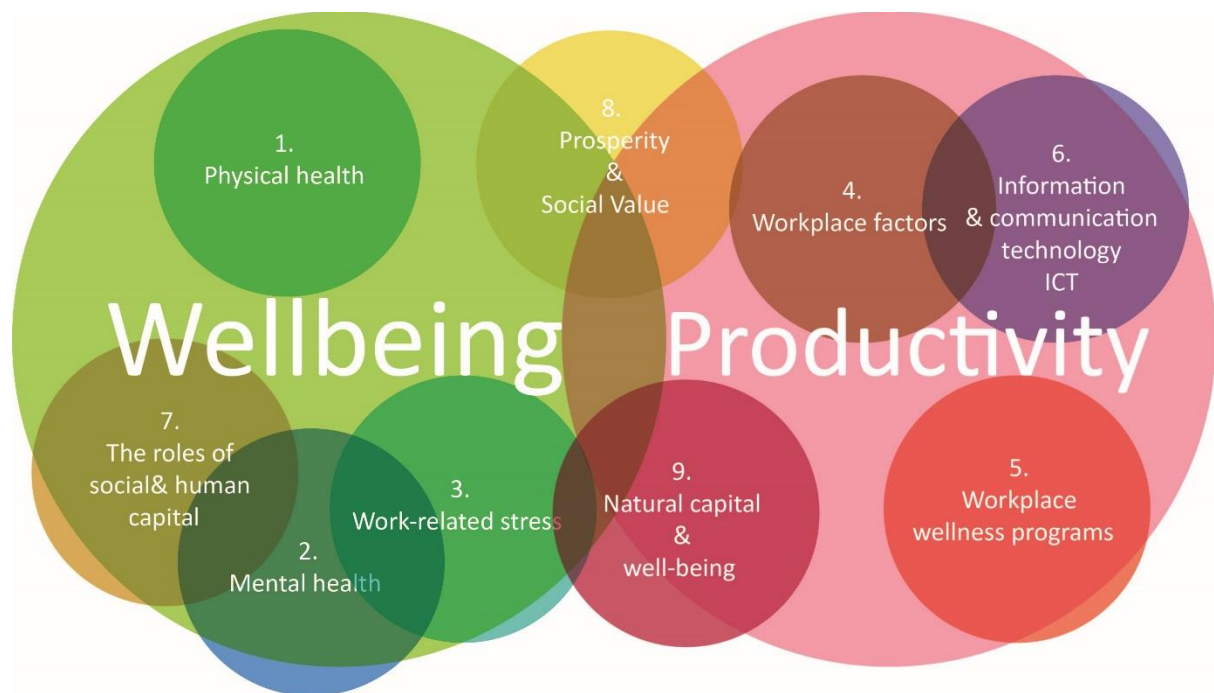 1.
Physical health
8.
Prosperity
&
Social Value
4.
Workplace factors
6.
Information
& communication
technology
ICT
Wellbeing
Productivity
7.
The roles of
social& human
capital
3.
Work-related stress
2.
Mental health
9.
Natural capital
&
well-being
5.
Workplace
wellness programs